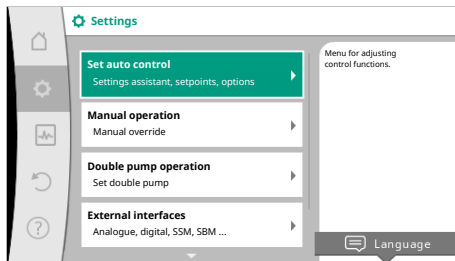 Settings
Set auto control
Settings assistant, setpoints, options
Manual operation
Manual override
Double pump operation
Set double pump
External interfaces
Analogue, digital, SSM, SBM ...
Menu for adjusting
control functions.
?
Language